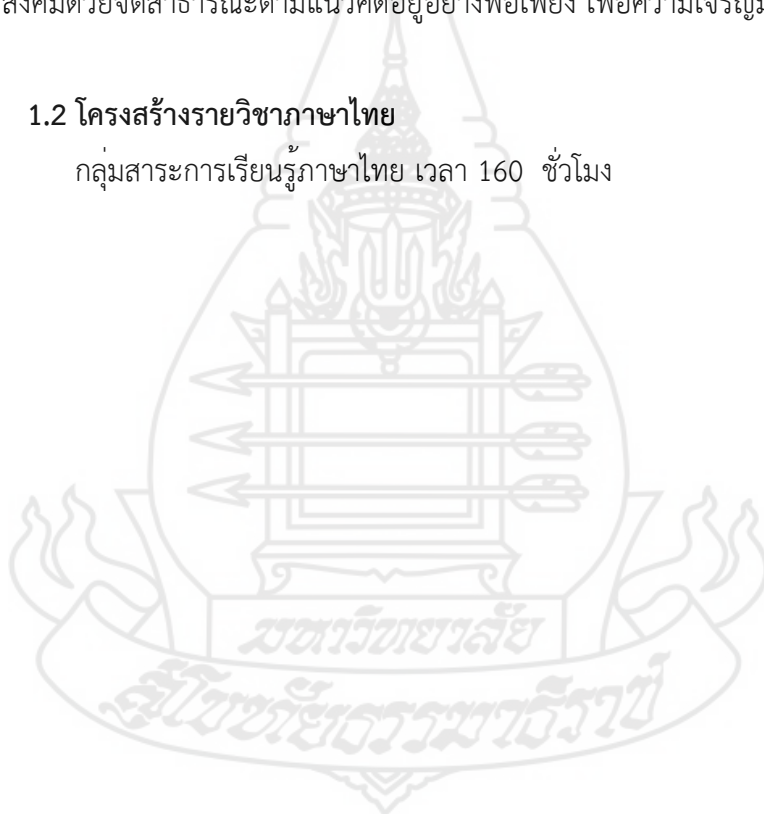 สังคมด้วยจิตสาธารณะตามแนวคิดอยู่อย่างพอเพียง เพื่อความเจริญ
1.2 โครงสร้างรายวิชาภาษาไทย
กลุ่มสาระการเรียนรู้ภาษาไทย เวลา 160 ชั่วโมง
มหาวิทยาลัย
สุโขทัยธรรมาธิราช